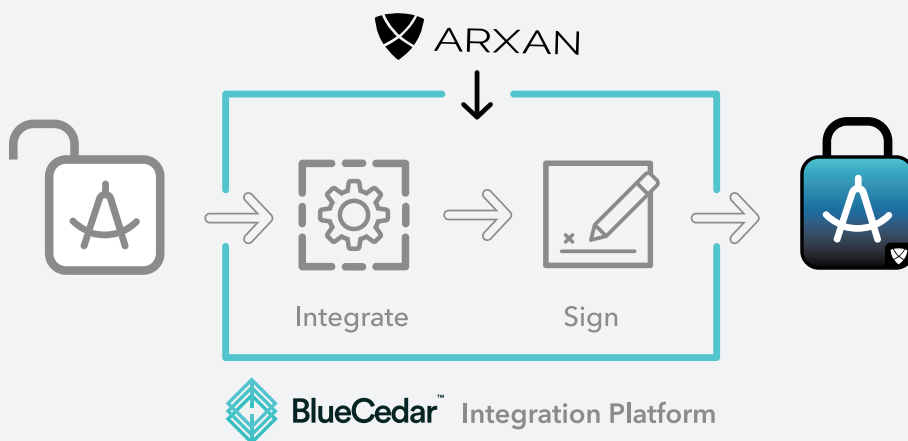 ARXAN
Integrate
Sign
x
BlueCedar™ Integration Platform